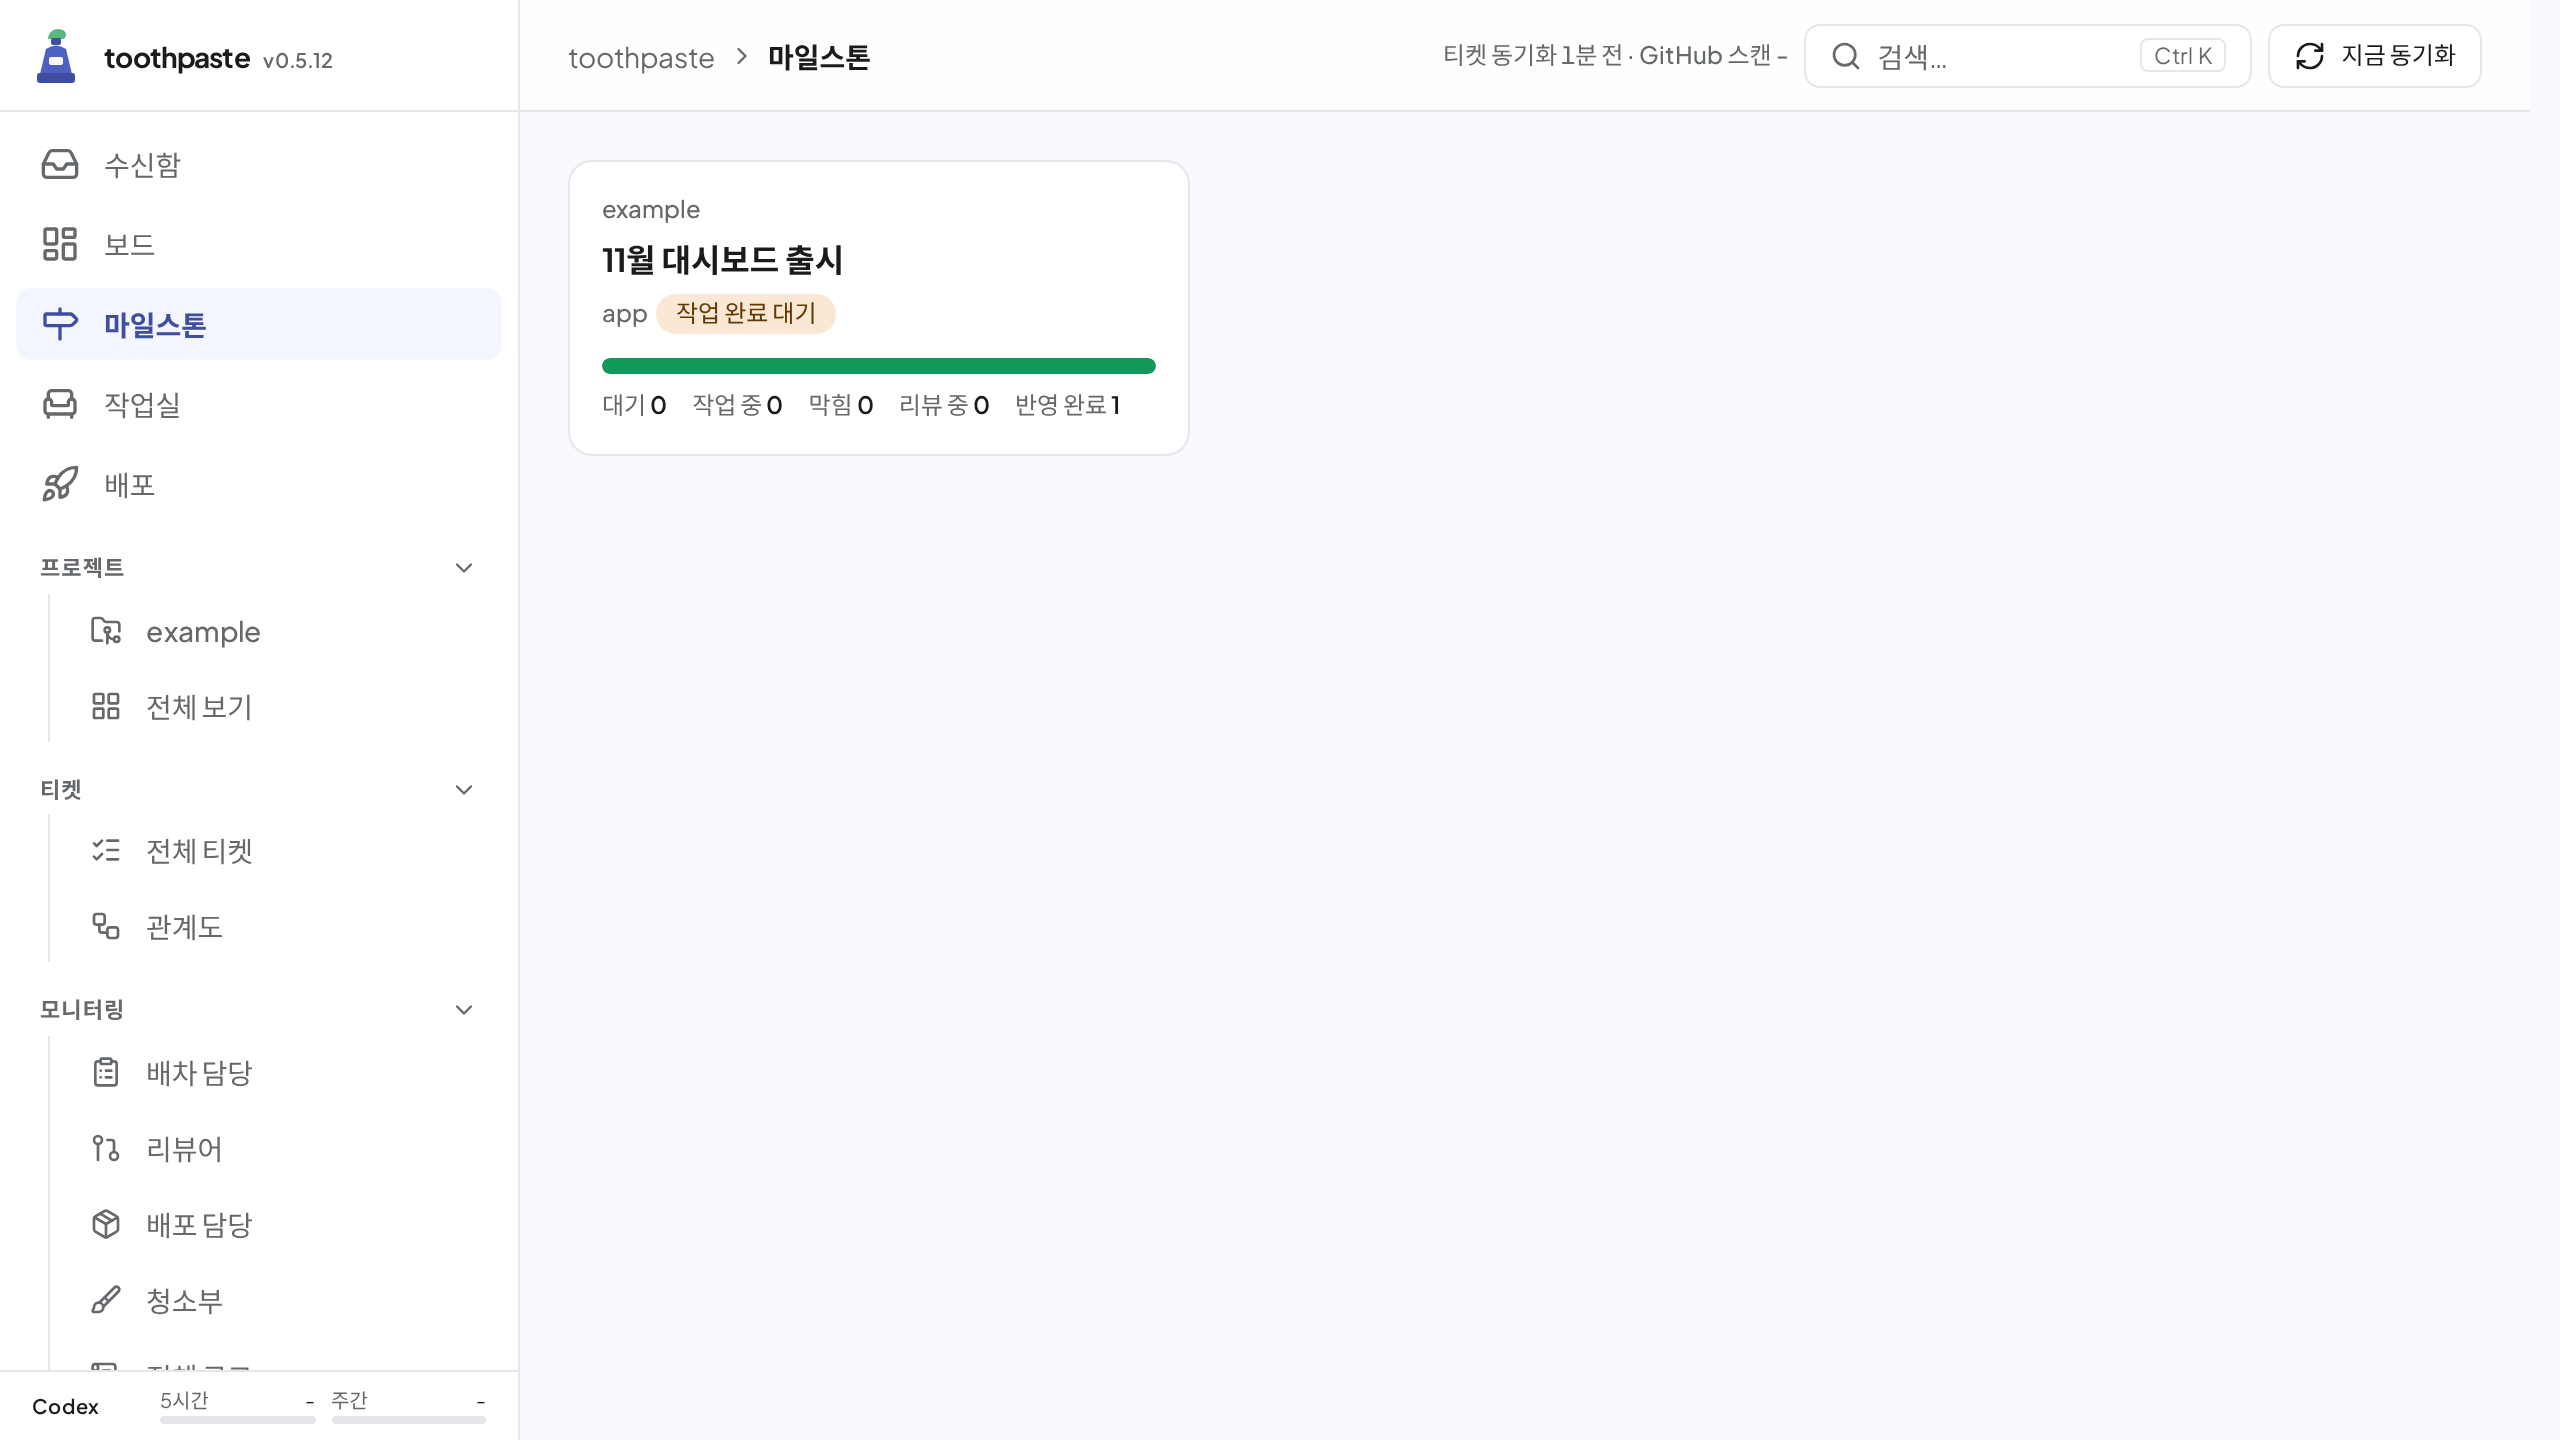 toothpaste v0.5.12
수신함
보드
마일스톤
작업실
배포
프로젝트
example
전체 보기
티켓
전체 티켓
관계도
모니터링
배차 담당
리뷰어
배포 담당
청소부
Codex
5시간 -
주간 -
toothpaste > 마일스톤
티켓 동기화 1분 전 · GitHub 스캔 -
검색...
Ctrl K
지금 동기화
example
11월 대시보드 출시
app 작업 완료 대기
대기 0 작업 중 0 막힘 0 리뷰 중 0 반영 완료 1